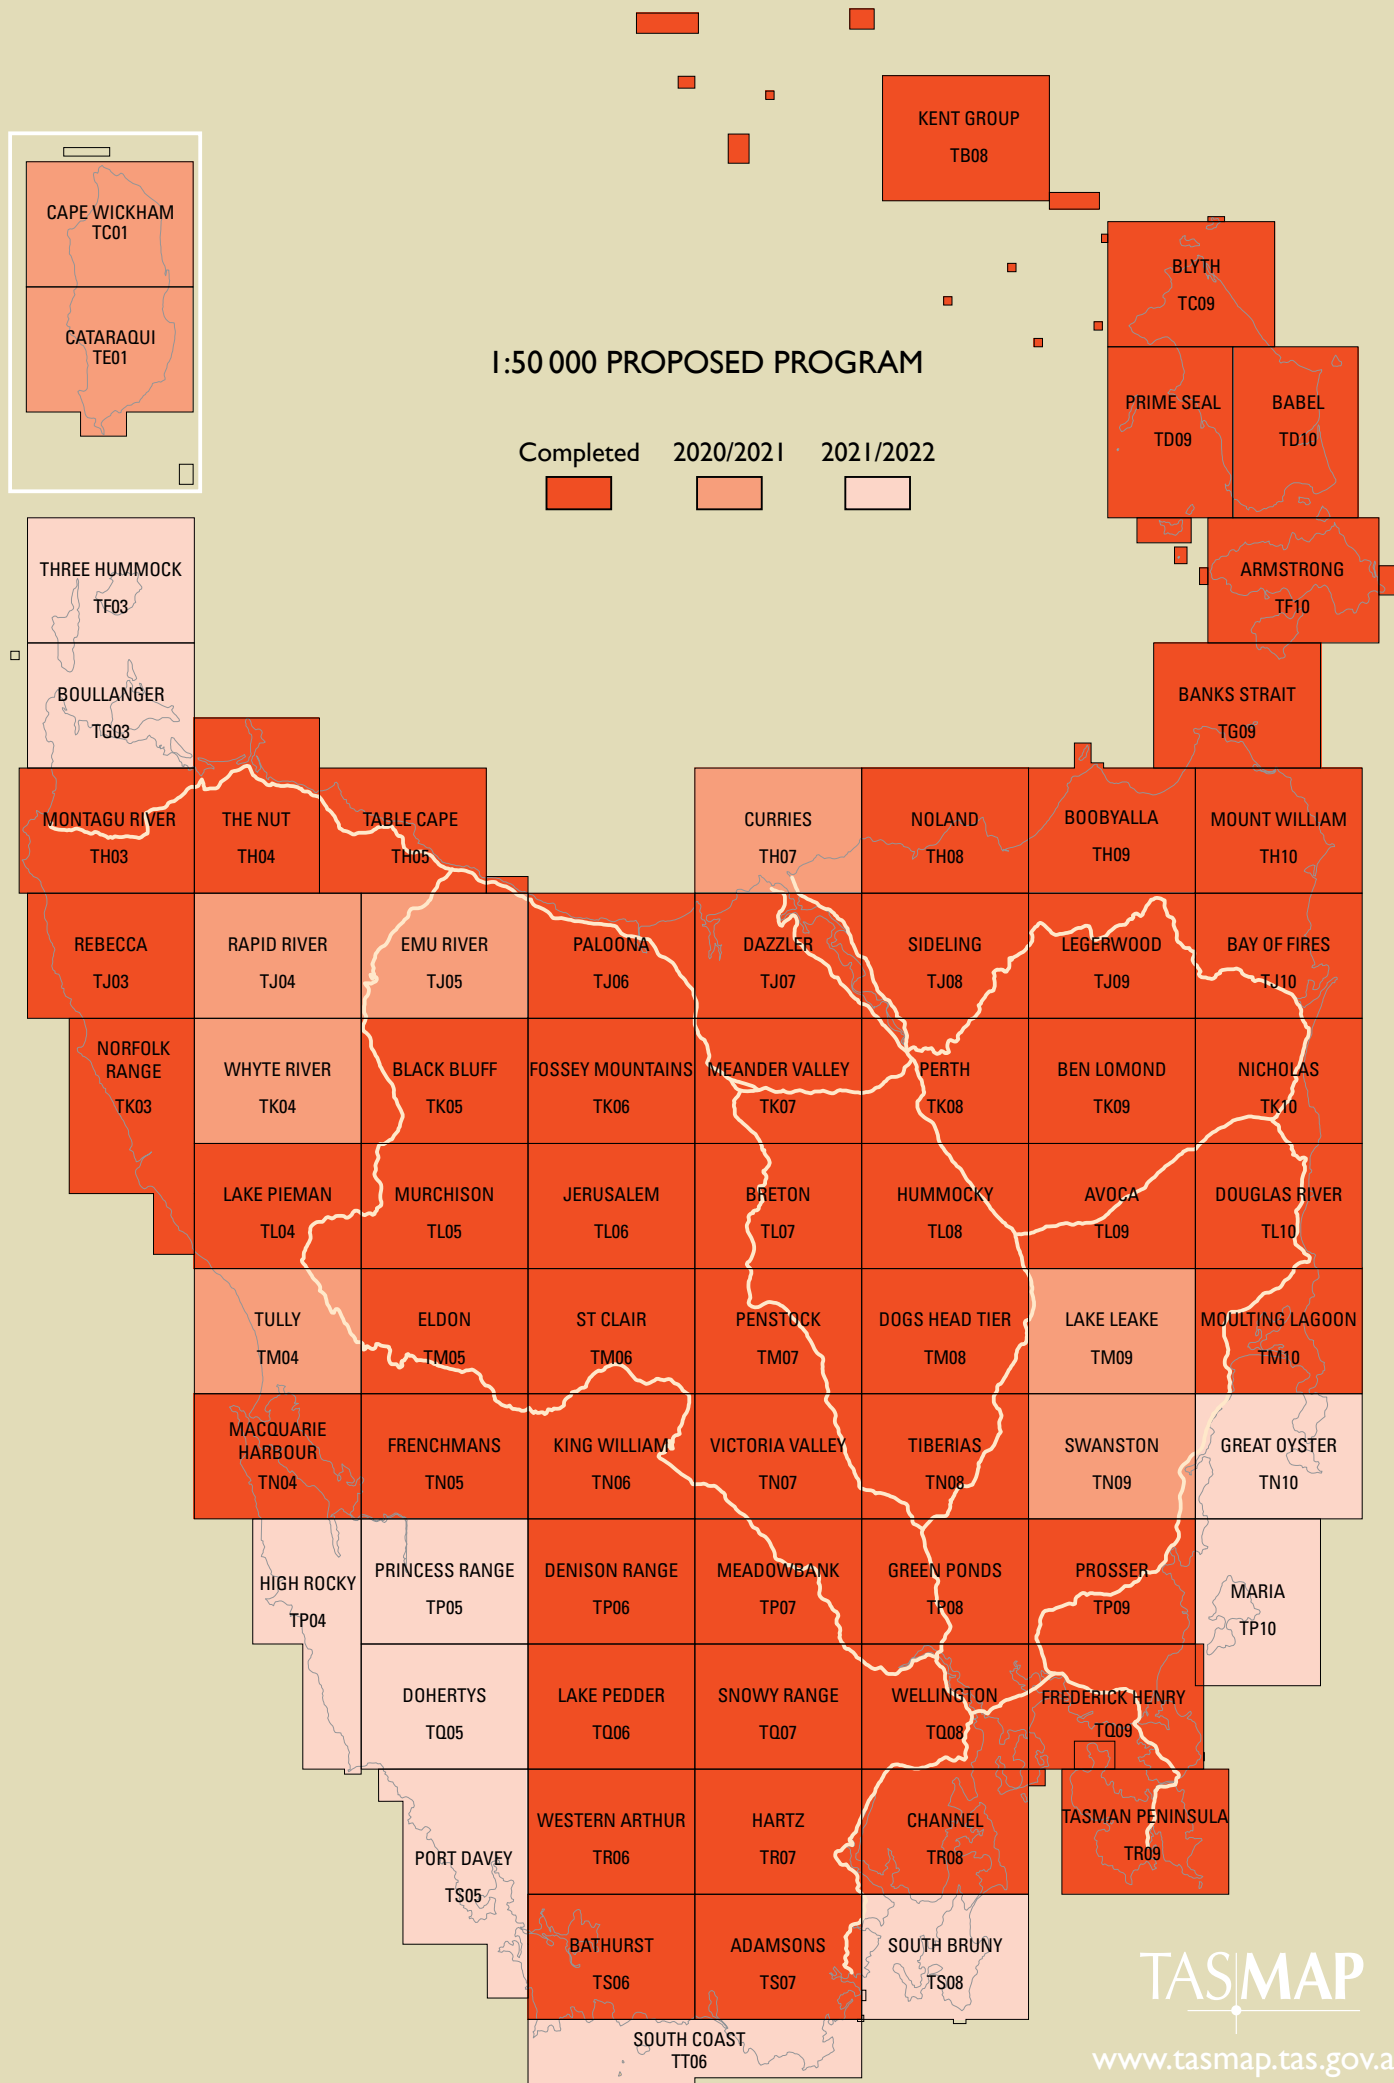 KENT GROUP
TB08
CAPE WICKHAM
TC01
CATARAQUI
TE01
BLYTH
TC09
1:50 000 PROPOSED PROGRAM
Completed 2020/2021 2021/2022
PRIME SEAL
TD09
BABEL
TD10
THREE HUMMOCK
TF03
ARMSTRONG
TF10
BOULLANGER
TG03
BANKS STRAIT
TG09
MONTAGU RIVER
TH03
THE NUT
TH04
TABLE CAPE
TH05
CURRIES
TH07
NOLAND
TH08
BOOBYALLA
TH09
MOUNT WILLIAM
TH10
REBECCA
TJ03
RAPID RIVER
TJ04
EMU RIVER
TJ05
PALOONA
TJ06
DAZZLER
TJ07
SIDELING
TJ08
LEGERWOOD
TJ09
BAY OF FIRES
TJ10
NORFOLK
RANGE
TK03
WHYTE RIVER
TK04
BLACK BLUFF
TK05
FOSSEY MOUNTAINS
TK06
MEANDER VALLEY
TK07
PERTH
TK08
BEN LOMOND
TK09
NICHOLAS
TK10
LAKE PIEMAN
TL04
MURCHISON
TL05
JERUSALEM
TL06
BRETON
TL07
HUMMOCKY
TL08
AVOCA
TL09
DOUGLAS RIVER
TL10
TULLY
TM04
ELDON
TM05
ST CLAIR
TM06
PENSTOCK
TM07
DOGS HEAD TIER
TM08
LAKE LEAKE
TM09
MOULTING LAGOON
TM10
MACQUARIE
HARBOUR
TN04
FRENCHMANS
TN05
KING WILLIAM
TN06
VICTORIA VALLEY
TN07
TIBERIAS
TN08
SWANSTON
TN09
GREAT OYSTER
TN10
HIGH ROCKY
TP04
PRINCESS RANGE
TP05
DENISON RANGE
TP06
MEADOWBANK
TP07
GREEN PONDS
TP08
PROSSER
TP09
MARIA
TP10
DOHERTYS
TQ05
LAKE PEDDER
TQ06
SNOWY RANGE
TQ07
WELLINGTON
TQ08
FREDERICK HENRY
TQ09
PORT DAVEY
TS05
WESTERN ARTHUR
TR06
HARTZ
TR07
CHANNEL
TR08
TASMAN PENINSULA
TR09
BATHURST
TS06
ADAMSONS
TS07
SOUTH BRUNY
TS08
SOUTH COAST
TT06
TASMAP
www.tasmap.tas.gov.a